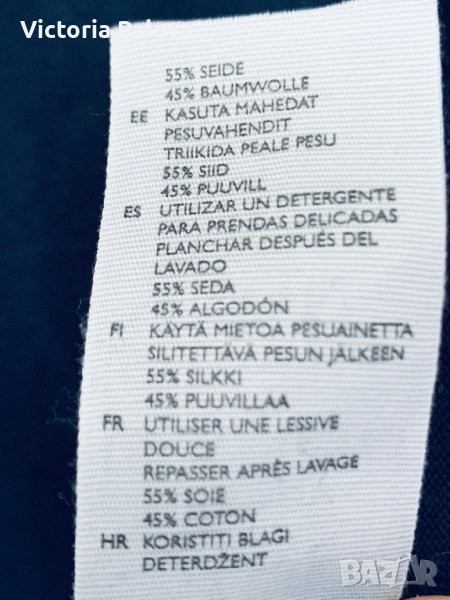 Victoria
55% SEIDE
45% BAUMWOLLE
EE KASUTA MAHEDAT
PESUVAHENDIT
TRIIKIDA PEALE PESU
55% SIID
45% PUUVILL
ES UTILIZAR UN DETERGENTE
PARA PRENDAS DELICADAS
PLANCHAR DESPUÉS DEL
LAVADO
55% SEDA
45% ALGODÓN
FI KÄYTÄ MIETOA PESUAINETTA
SILITETTÄVÄ PESUN JÄLKEEN
55% SILKKI
45% PUUVILLAA
FR UTILISER UNE LESSIVE
DOUCE
REPASSER APRÈS LAVAGE
55% SOIE
45% COTON
HR KORISTITI BLAGI
DETERDŽENT
BAZAR